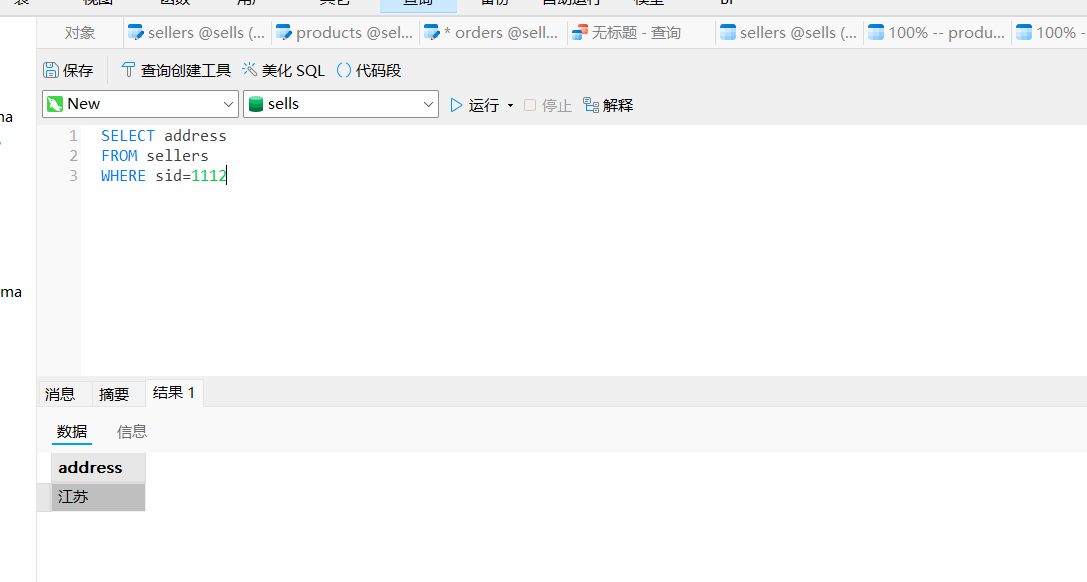 对象 sellers @sells (... products @sel... * orders @sell... 无标题 - 查询 sellers @sells (... 100% -- produ... 100% -
保存 查询创建工具 美化 SQL () 代码段
New sells 运行 停止 解释
na
1 SELECT address
2 FROM sellers
3 WHERE sid=1112
ma
消息 摘要 结果 1
数据 信息
address
江苏